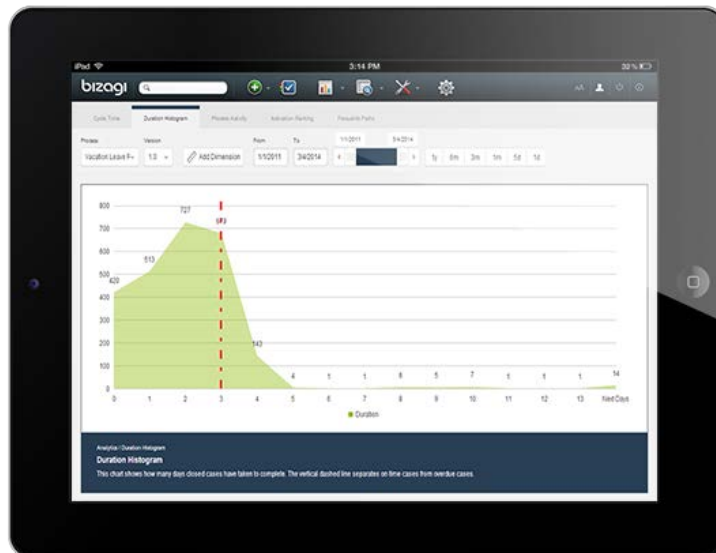 iPad 3:14 PM
bizagi AA
Cycle Time Duration Histogram Process Activity Activation Ranking Frequent Paths
Process Version From To 1/1/2011 3/4/2014
1.0 Add Dimension 1/1/2011 3/4/2014 1y 6m 3m 1m 5d 1d
800
727
700
600
513
500
420
400
300
200
143
100
4 1 1 8 5 7 1 1 1 14
0
0 1 2 3 4 5 6 7 8 9 10 11 12 13 Next Days
Duration
Analytics / Duration Histogram
Duration Histogram
This chart shows how many days closed cases have taken to complete. The vertical dashed line separates on time cases from overdue cases.